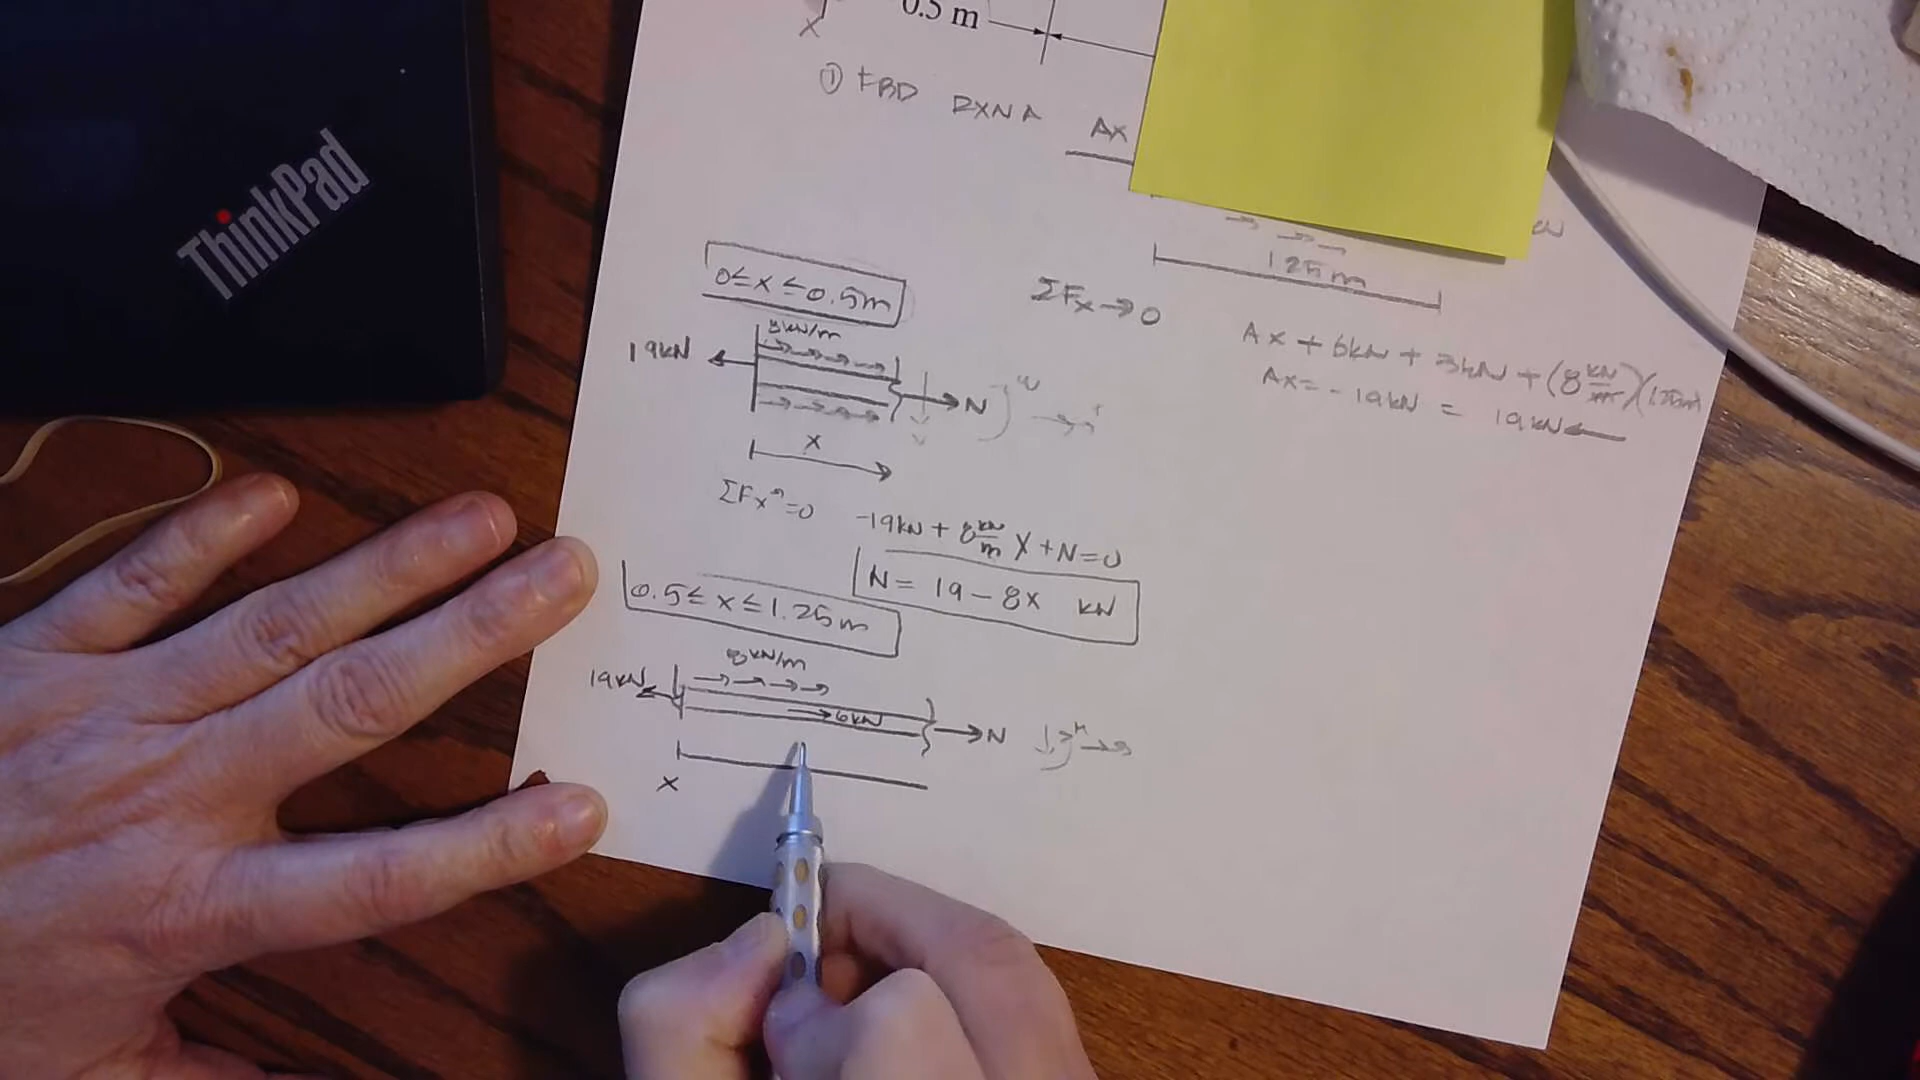 ThinkPad
0.5 m
X
① FBD RXN A AX
1.25 m
0≤x≤0.5m
ΣFx→0
8kN/m
19kN
N
x
Ax + 6kN + 3kN + (8 kN/m)(1.25m)
Ax = -19kN = 19kN←
ΣFx=0 -19kN + 8 kN/m X + N=0
N = 19 - 8x kN
0.5≤x≤1.25m
8kN/m
19kN
6kN
N
x